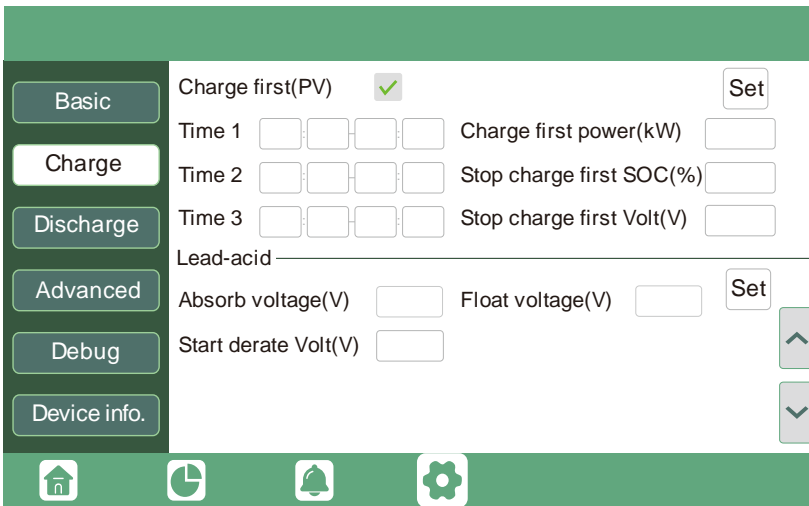 Basic
Charge
Discharge
Advanced
Debug
Device info.
Charge first(PV) Set
Time 1 : - : Charge first power(kW)
Time 2 : - : Stop charge first SOC(%)
Time 3 : - : Stop charge first Volt(V)
Lead-acid
Absorb voltage(V) Float voltage(V) Set
Start derate Volt(V)